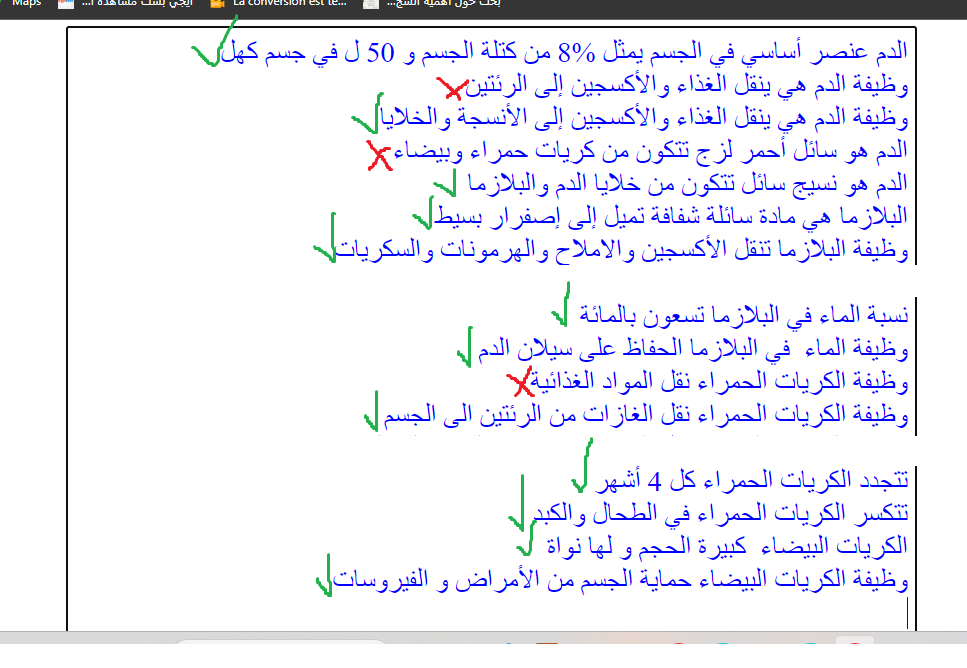 Maps
ايجي بست مشاهدة ا...
La conversion est te...
بحث حول أهمية السج...
الدم عنصر أساسي في الجسم يمثل 8% من كتلة الجسم و 50 ل في جسم كهل
وظيفة الدم هي ينقل الغذاء والأكسجين إلى الرئتين
وظيفة الدم هي ينقل الغذاء والأكسجين إلى الأنسجة والخلايا
الدم هو سائل أحمر لزج تتكون من كريات حمراء وبيضاء
الدم هو نسيج سائل تتكون من خلايا الدم والبلازما
البلازما هي مادة سائلة شفافة تميل إلى إصفرار بسيط
وظيفة البلازما تنقل الأكسجين والاملاح والهرمونات والسكريات
نسبة الماء في البلازما تسعون بالمائة
وظيفة الماء في البلازما الحفاظ على سيلان الدم
وظيفة الكريات الحمراء نقل المواد الغذائية
وظيفة الكريات الحمراء نقل الغازات من الرئتين الى الجسم
تتجدد الكريات الحمراء كل 4 أشهر
تتكسر الكريات الحمراء في الطحال والكبد
الكريات البيضاء كبيرة الحجم و لها نواة
وظيفة الكريات البيضاء حماية الجسم من الأمراض و الفيروسات